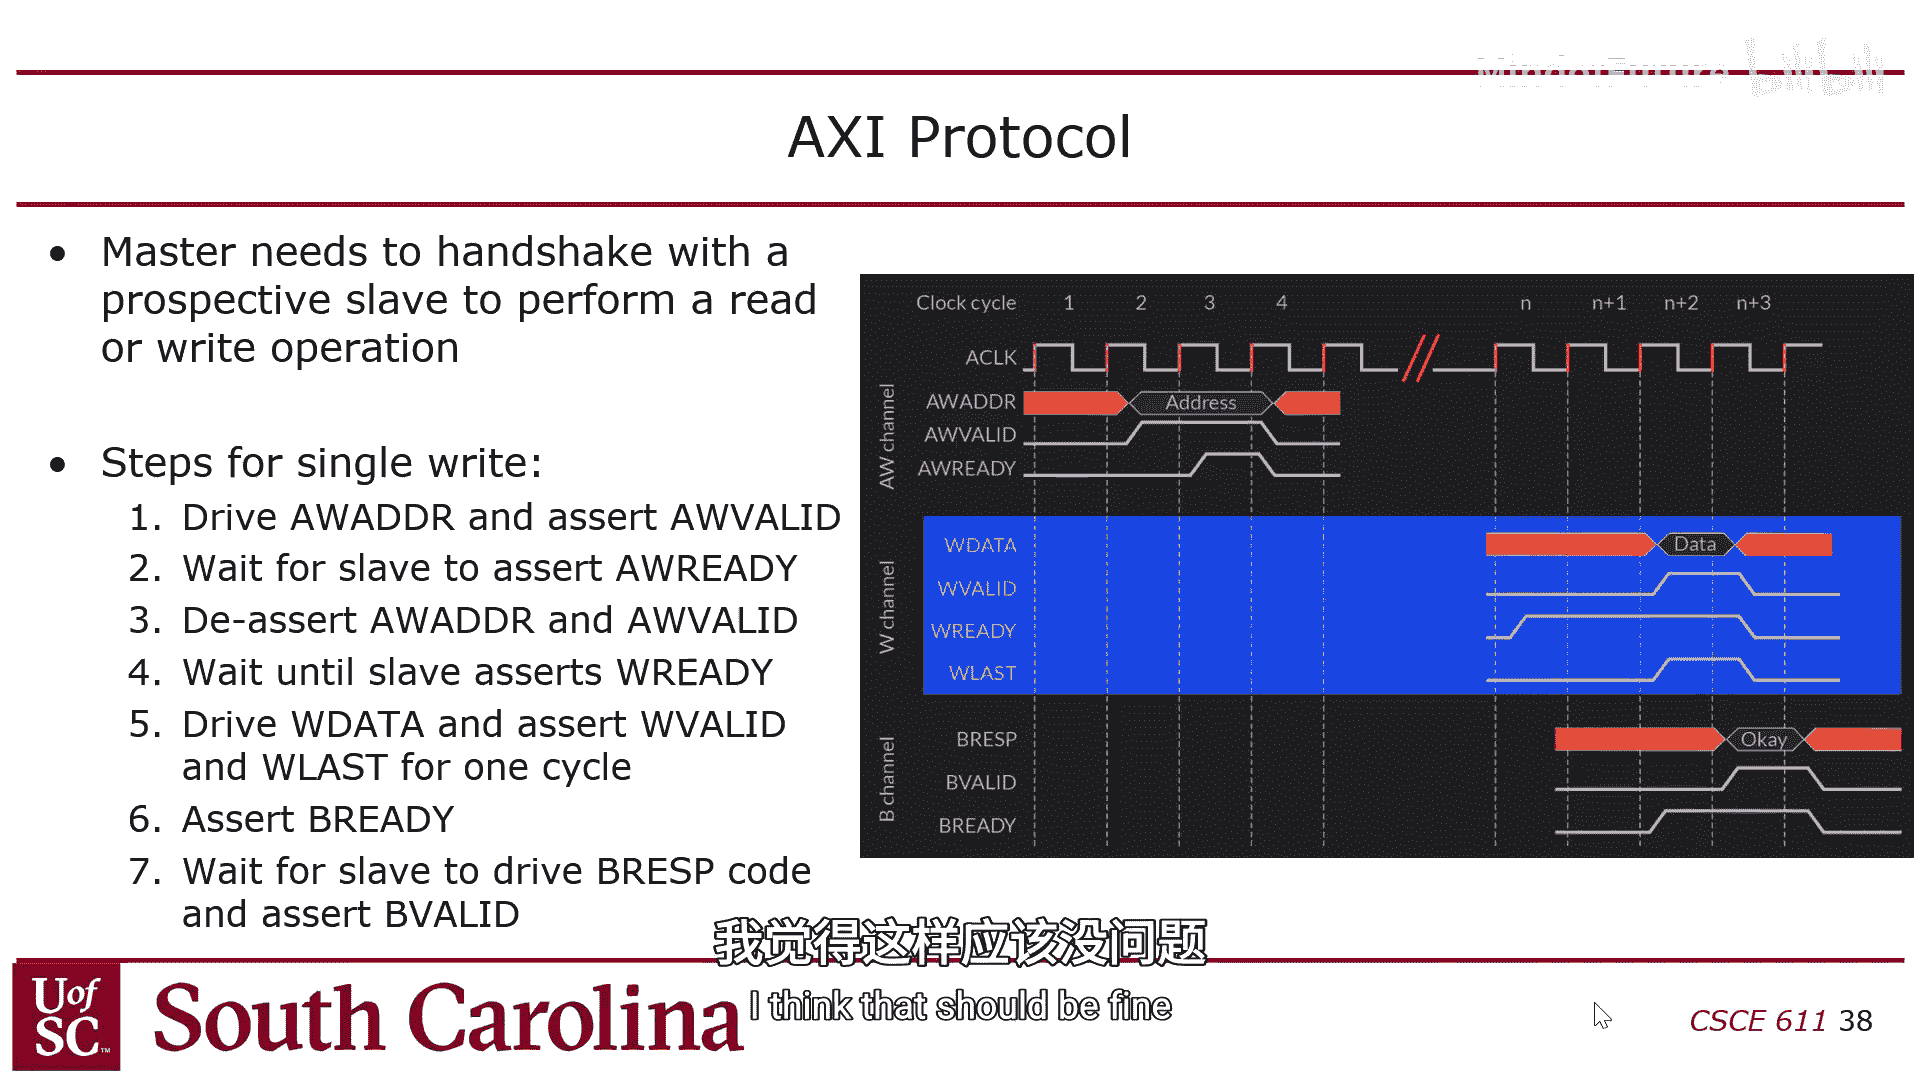 AXI Protocol
• Master needs to handshake with a
prospective slave to perform a read
or write operation
• Steps for single write:
1. Drive AWADDR and assert AWVALID
2. Wait for slave to assert AWREADY
3. De-assert AWADDR and AWVALID
4. Wait until slave asserts WREADY
5. Drive WDATA and assert WVALID
and WLAST for one cycle
6. Assert BREADY
7. Wait for slave to drive BRESP code
and assert BVALID
Clock cycle 1 2 3 4 n n+1 n+2 n+3
ACLK
AW channel
AWADDR Address
AWVALID
AWREADY
W channel
WDATA Data
WVALID
WREADY
WLAST
B channel
BRESP Okay
BVALID
BREADY
我觉得这样应该没问题
I think that should be fine
UofSC™
South Carolina
CSCE 611 38
bilibili